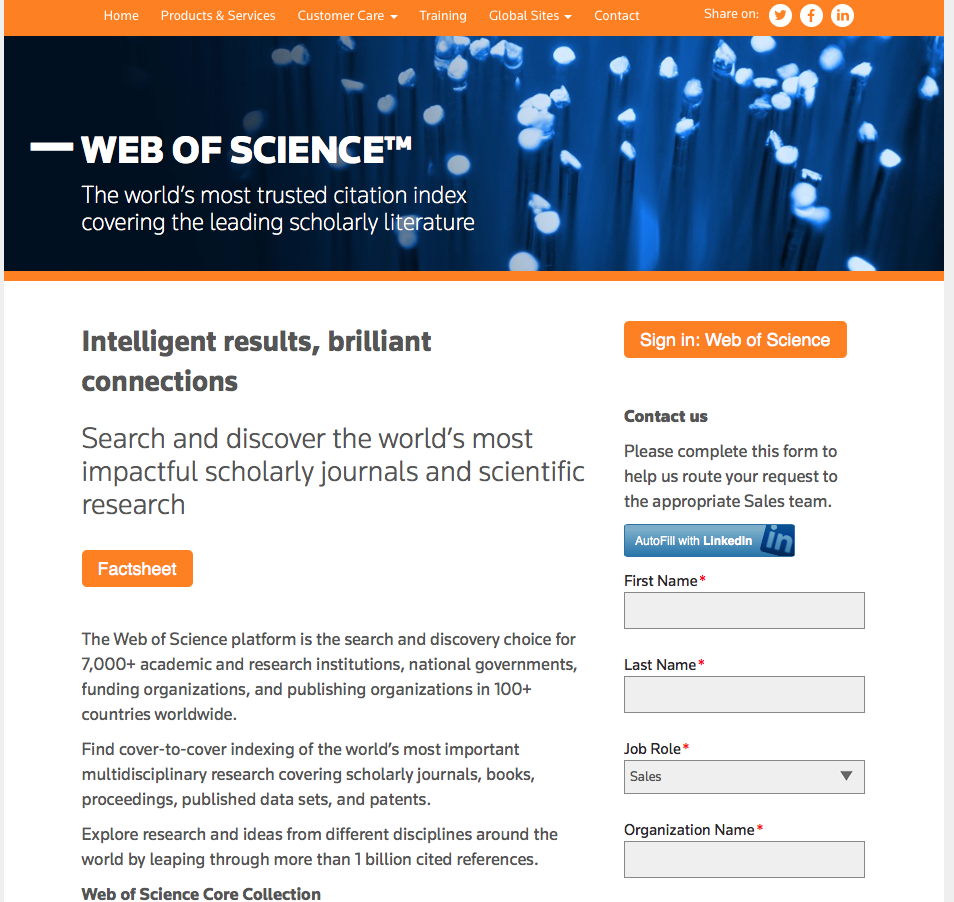 Home Products & Services Customer Care Training Global Sites Contact Share on:
WEB OF SCIENCE™
The world's most trusted citation index
covering the leading scholarly literature
Intelligent results, brilliant
connections
Search and discover the world's most
impactful scholarly journals and scientific
research
Factsheet
The Web of Science platform is the search and discovery choice for
7,000+ academic and research institutions, national governments,
funding organizations, and publishing organizations in 100+
countries worldwide.
Find cover-to-cover indexing of the world's most important
multidisciplinary research covering scholarly journals, books,
proceedings, published data sets, and patents.
Explore research and ideas from different disciplines around the
world by leaping through more than 1 billion cited references.
Web of Science Core Collection
Sign in: Web of Science
Contact us
Please complete this form to
help us route your request to
the appropriate Sales team.
AutoFill with LinkedIn in
First Name*
Last Name*
Job Role*
Sales
Organization Name*